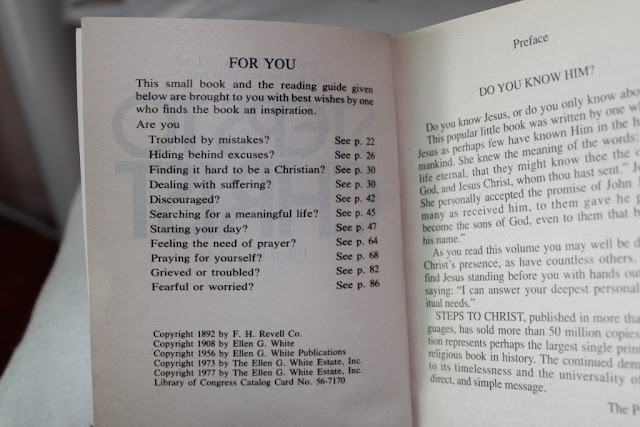 FOR YOU
This small book and the reading guide given
below are brought to you with best wishes by one
who finds the book an inspiration.
Are you
Troubled by mistakes? See p. 22
Hiding behind excuses? See p. 26
Finding it hard to be a Christian? See p. 30
Dealing with suffering? See p. 30
Discouraged? See p. 42
Searching for a meaningful life? See p. 45
Starting your day? See p. 47
Feeling the need of prayer? See p. 64
Praying for yourself? See p. 68
Grieved or troubled? See p. 82
Fearful or worried? See p. 86
Copyright 1892 by F. H. Revell Co.
Copyright 1908 by Ellen G. White
Copyright 1956 by Ellen G. White Publications
Copyright 1973 by The Ellen G. White Estate, Inc.
Copyright 1977 by The Ellen G. White Estate, Inc.
Library of Congress Catalog Card No. 56-7170
Preface
DO YOU KNOW HIM?
Do you know Jesus, or do you only know
This popular little book was written by one
Jesus as perhaps few have known Him in the
mankind. She knew the meaning of the words:
life eternal, that they might know thee the
God, and Jesus Christ, whom thou hast sent."
She personally accepted the promise of John
many as received him, to them gave he
become the sons of God, even to them that
his name."
As you read this volume you may well be
Christ's presence, as have countless others.
find Jesus standing before you with hands
saying: "I can answer your deepest personal
itual needs."
STEPS TO CHRIST, published in more
guages, has sold more than 50 million copies
tion represents perhaps the largest single
religious book in history. The continued
to its timelessness and the universality of
direct, and simple message.
The